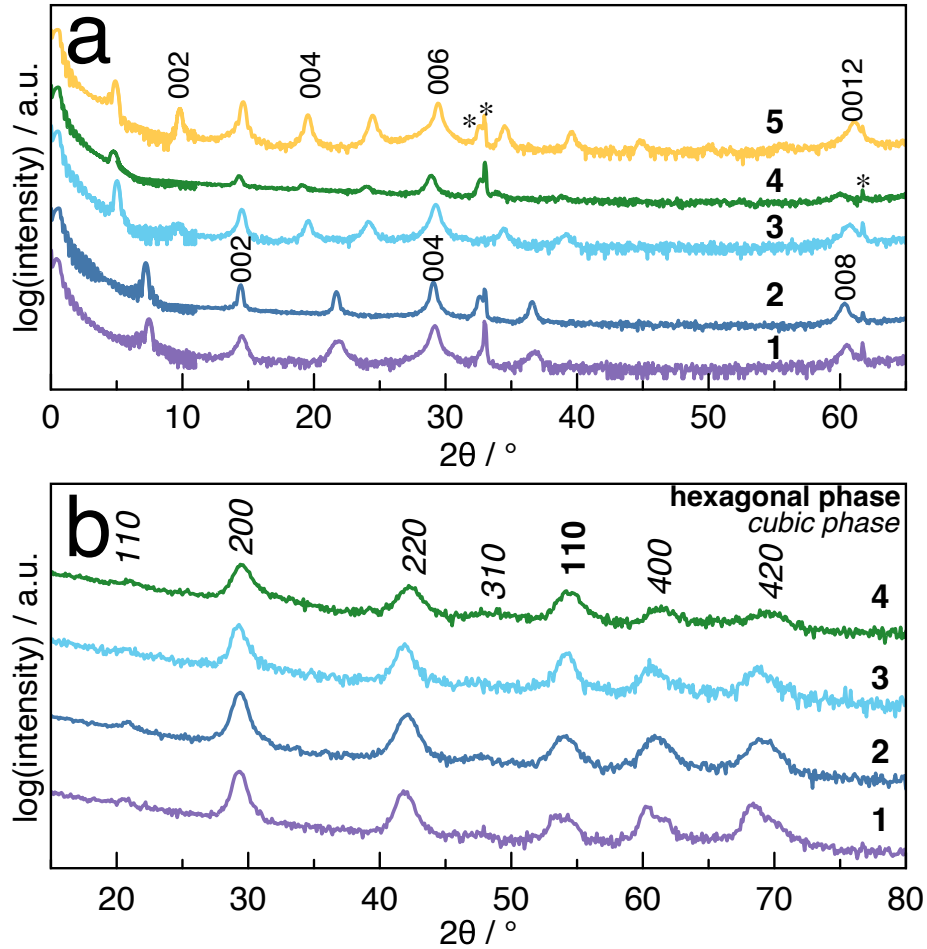 a
log(intensity) / a.u.
002
004
006
* *
0012
5
4
*
3
002
004
008
2
1
0 10 20 30 40 50 60
2θ / °
b
hexagonal phase
cubic phase
log(intensity) / a.u.
110
200
220
310
110
400
420
4
3
2
1
20 30 40 50 60 70 80
2θ / °